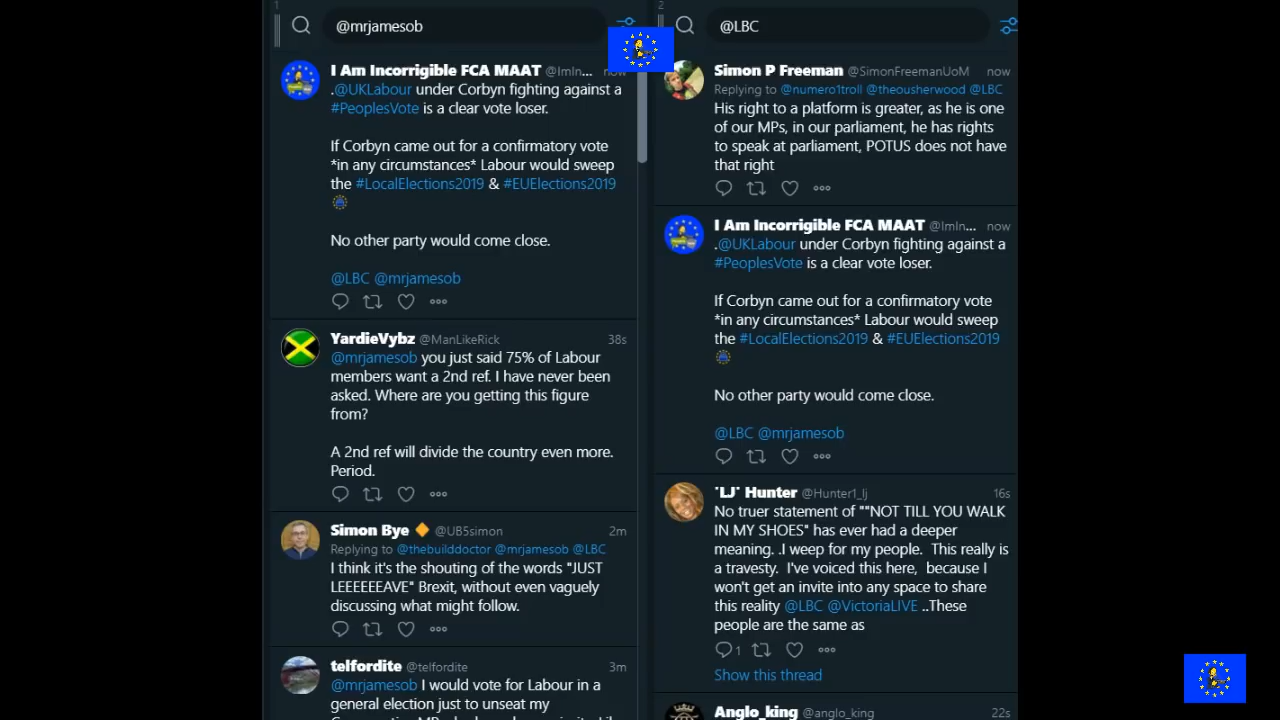 1
@mrjamesob
I Am Incorrigible FCA MAAT @ImIn... now
.@UKLabour under Corbyn fighting against a
#PeoplesVote is a clear vote loser.
If Corbyn came out for a confirmatory vote
*in any circumstances* Labour would sweep
the #LocalElections2019 & #EUElections2019
No other party would come close.
@LBC @mrjamesob
YardieVybz @ManLikeRick 38s
@mrjamesob you just said 75% of Labour
members want a 2nd ref. I have never been
asked. Where are you getting this figure
from?
A 2nd ref will divide the country even more.
Period.
Simon Bye @UB5simon 2m
Replying to @thebuilddoctor @mrjamesob @LBC
I think it's the shouting of the words "JUST
LEEEEEEAVE" Brexit, without even vaguely
discussing what might follow.
telfordite @telfordite 3m
@mrjamesob I would vote for Labour in a
general election just to unseat my
2
@LBC
Simon P Freeman @SimonFreemanUoM now
Replying to @numero1troll @theousherwood @LBC
His right to a platform is greater, as he is one
of our MPs, in our parliament, he has rights
to speak at parliament, POTUS does not have
that right
I Am Incorrigible FCA MAAT @ImIn... now
.@UKLabour under Corbyn fighting against a
#PeoplesVote is a clear vote loser.
If Corbyn came out for a confirmatory vote
*in any circumstances* Labour would sweep
the #LocalElections2019 & #EUElections2019
No other party would come close.
@LBC @mrjamesob
'LJ' Hunter @Hunter1_lj 16s
No truer statement of ""NOT TILL YOU WALK
IN MY SHOES" has ever had a deeper
meaning. .I weep for my people. This really is
a travesty. I've voiced this here, because I
won't get an invite into any space to share
this reality @LBC @VictoriaLIVE ..These
people are the same as
1
Show this thread
Anglo_king @anglo_king 22s